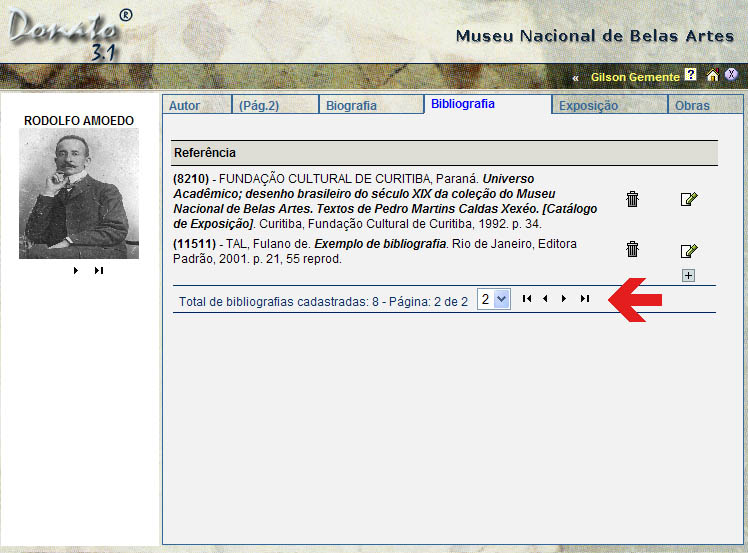 Donato ®
3.1
Museu Nacional de Belas Artes
« Gilson Gemente ? X
RODOLFO AMOEDO
Autor (Pág.2) Biografia Bibliografia Exposição Obras
Referência
(8210) - FUNDAÇÃO CULTURAL DE CURITIBA, Paraná. Universo
Acadêmico; desenho brasileiro do século XIX da coleção do Museu
Nacional de Belas Artes. Textos de Pedro Martins Caldas Xexéo. [Catálogo
de Exposição]. Curitiba, Fundação Cultural de Curitiba, 1992. p. 34.
(11511) - TAL, Fulano de. Exemplo de bibliografia. Rio de Janeiro, Editora
Padrão, 2001. p. 21, 55 reprod.
+
Total de bibliografias cadastradas: 8 - Página: 2 de 2 2